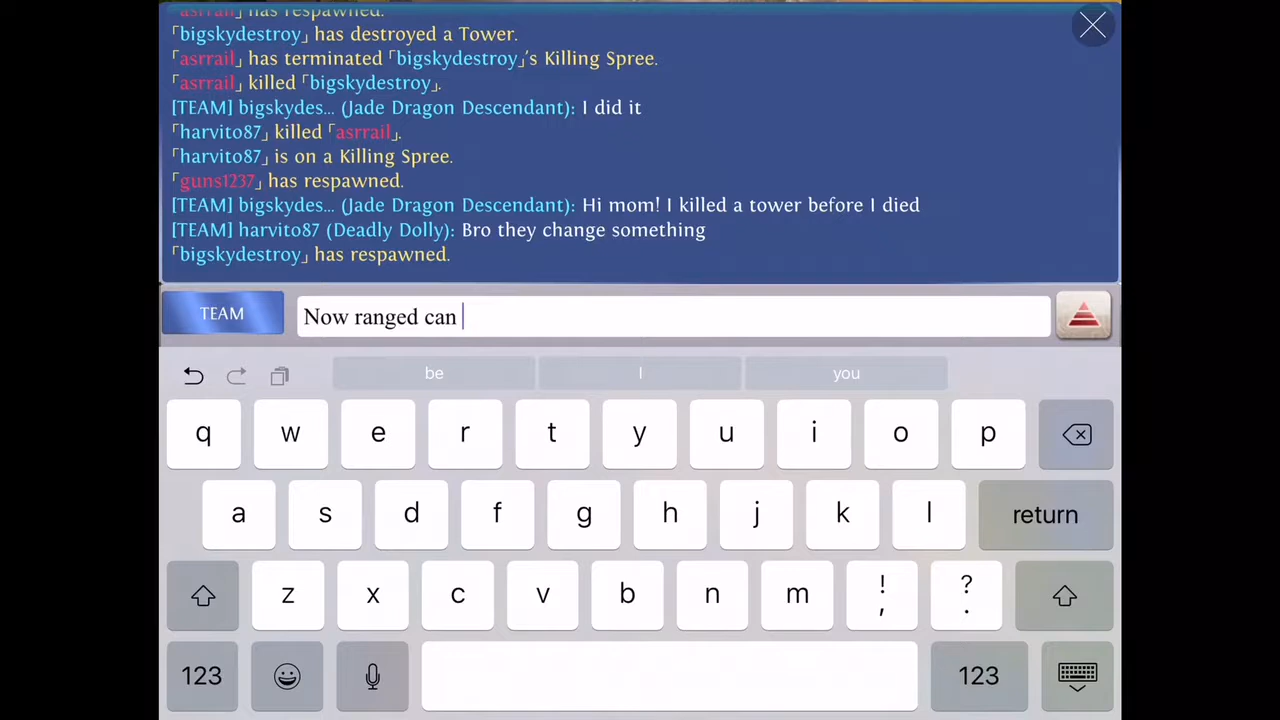 「asrrail」 has respawned.
「bigskydestroy」 has destroyed a Tower.
「asrrail」 has terminated 「bigskydestroy」's Killing Spree.
「asrrail」 killed 「bigskydestroy」.
[TEAM] bigskydes... (Jade Dragon Descendant): I did it
「harvito87」 killed 「asrrail」.
「harvito87」 is on a Killing Spree.
「guns1237」 has respawned.
[TEAM] bigskydes... (Jade Dragon Descendant): Hi mom! I killed a tower before I died
[TEAM] harvito87 (Deadly Dolly): Bro they change something
「bigskydestroy」 has respawned.
TEAM Now ranged can
be I you
q w e r t y u i o p
a s d f g h j k l return
z x c v b n m ! , ? .
123 123